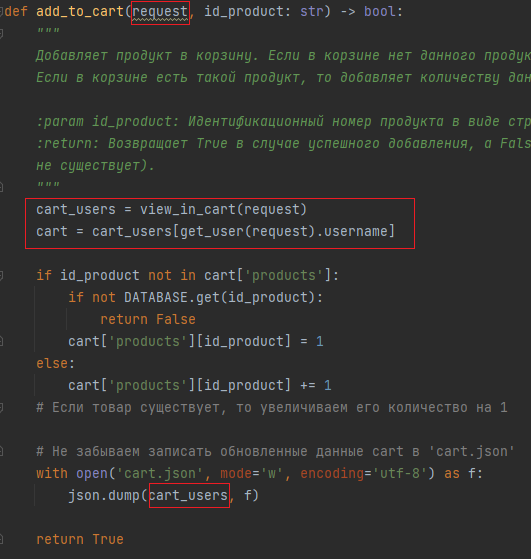 def add_to_cart(request, id_product: str) -> bool:
"""
Добавляет продукт в корзину. Если в корзине нет данного
Если в корзине есть такой продукт, то добавляет количеству
:param id_product: Идентификационный номер продукта в виде
:return: Возвращает True в случае успешного добавления, а
не существует).
"""
cart_users = view_in_cart(request)
cart = cart_users[get_user(request).username]
if id_product not in cart['products']:
if not DATABASE.get(id_product):
return False
cart['products'][id_product] = 1
else:
cart['products'][id_product] += 1
# Если товар существует, то увеличиваем его количество на 1
# Не забываем записать обновленные данные cart в 'cart.json'
with open('cart.json', mode='w', encoding='utf-8') as f:
json.dump(cart_users, f)
return True